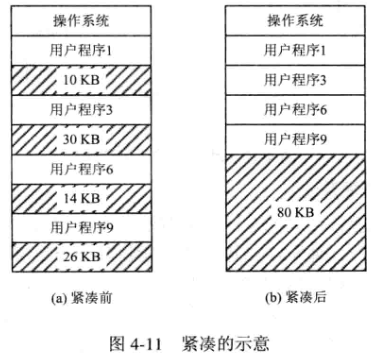 操作系统
用户程序1
10 KB
用户程序3
30 KB
用户程序6
14 KB
用户程序9
26 KB
(a) 紧凑前
操作系统
用户程序1
用户程序3
用户程序6
用户程序9
80 KB
(b) 紧凑后
图 4-11 紧凑的示意